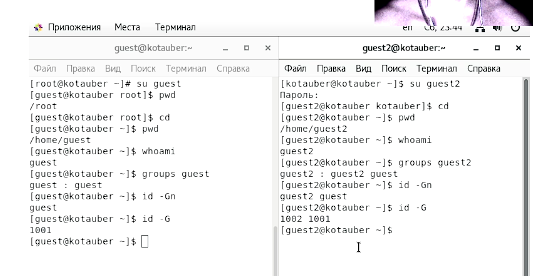 Приложения Места Терминал
en Сб, 23:44
guest@kotauber:~
Файл Правка Вид Поиск Терминал Справка
[root@kotauber ~]# su guest
[guest@kotauber root]$ pwd
/root
[guest@kotauber root]$ cd
[guest@kotauber ~]$ pwd
/home/guest
[guest@kotauber ~]$ whoami
guest
[guest@kotauber ~]$ groups guest
guest : guest
[guest@kotauber ~]$ id -Gn
guest
[guest@kotauber ~]$ id -G
1001
[guest@kotauber ~]$
guest2@kotauber:~
Файл Правка Вид Поиск Терминал Справка
[kotauber@kotauber ~]$ su guest2
Пароль:
[guest2@kotauber kotauber]$ cd
[guest2@kotauber ~]$ pwd
/home/guest2
[guest2@kotauber ~]$ whoami
guest2
[guest2@kotauber ~]$ groups guest2
guest2 : guest2 guest
[guest2@kotauber ~]$ id -Gn
guest2 guest
[guest2@kotauber ~]$ id -G
1002 1001
[guest2@kotauber ~]$